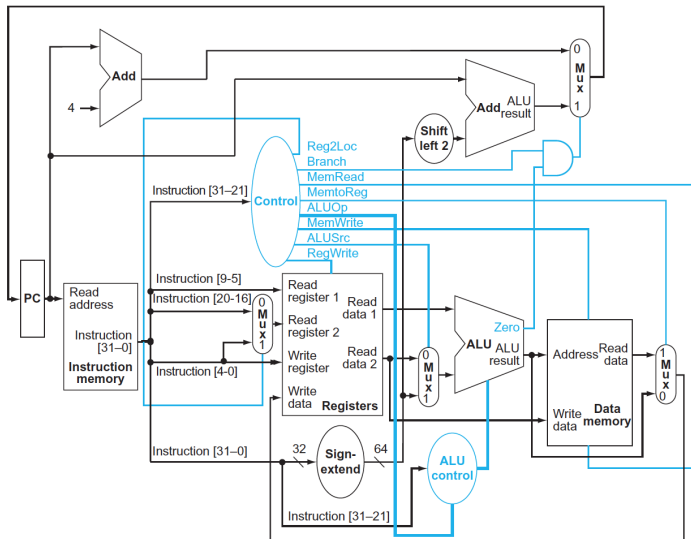 Add
4
0
Mux
1
Add
ALU
result
Shift
left 2
Reg2Loc
Branch
MemRead
MemtoReg
ALUOp
MemWrite
ALUSrc
RegWrite
Control
Instruction [31–21]
PC
Read
address
Instruction
[31–0]
Instruction
memory
Instruction [9-5]
Instruction [20-16]
Instruction [4-0]
0
Mux
1
Read
register 1
Read
register 2
Write
register
Write
data
Read
data 1
Read
data 2
Registers
0
Mux
1
Zero
ALU
ALU
result
Address
Read
data
Write
data
Data
memory
1
Mux
0
Instruction [31–0]
32
Sign-
extend
64
ALU
control
Instruction [31–21]